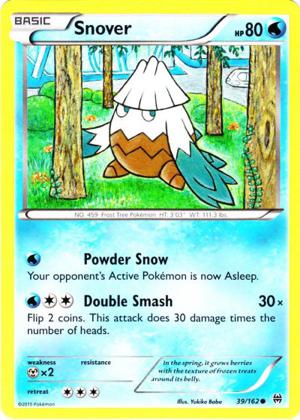 BASIC
Snover
HP 80
NO. 459 Frost Tree Pokémon HT: 3'03" WT: 111.3 lbs.
Powder Snow
Your opponent's Active Pokémon is now Asleep.
Double Smash 30×
Flip 2 coins. This attack does 30 damage times the
number of heads.
weakness resistance
×2
retreat
In the spring, it grows berries
with the texture of frozen treats
around its belly.
©2015 Pokémon
Illus. Yukiko Baba
39/162